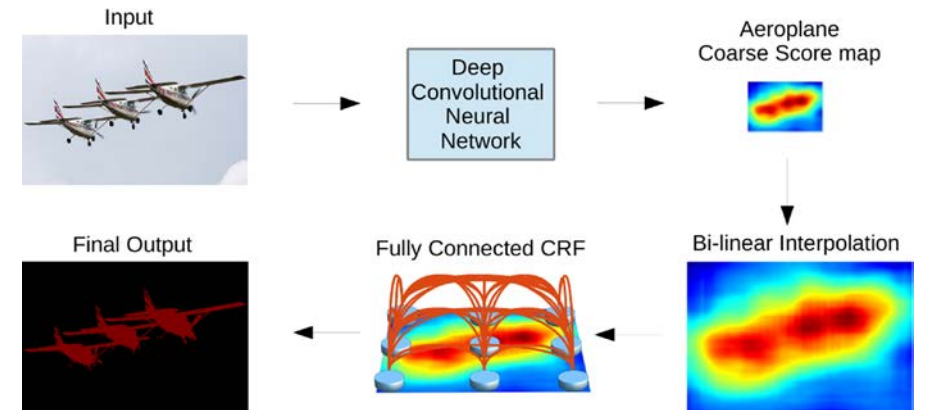 Input
Deep
Convolutional
Neural
Network
Aeroplane
Coarse Score map
Final Output
Fully Connected CRF
Bi-linear Interpolation